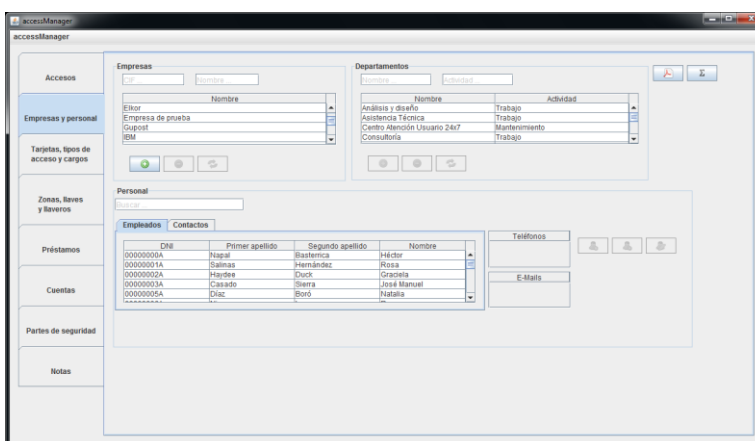 accessManager
accessManager
Accesos
Empresas y personal
Tarjetas, tipos de
acceso y cargos
Zonas, llaves
y llaveros
Préstamos
Cuentas
Partes de seguridad
Notas
Empresas
CIF... Nombre...
Nombre
Elkor
Empresa de prueba
Gupost
IBM
Departamentos
Nombre... Actividad...
Nombre Actividad
Análisis y diseño Trabajo
Asistencia Técnica Trabajo
Centro Atención Usuario 24x7 Mantenimiento
Consultoría Trabajo
Σ
Personal
Buscar...
Empleados Contactos
DNI Primer apellido Segundo apellido Nombre
00000000A Napal Basterrica Héctor
00000001A Salinas Hernández Rosa
00000002A Haydee Duck Graciela
00000003A Casado Sierra José Manuel
00000005A Díaz Boró Natalia
Teléfonos
E-Mails